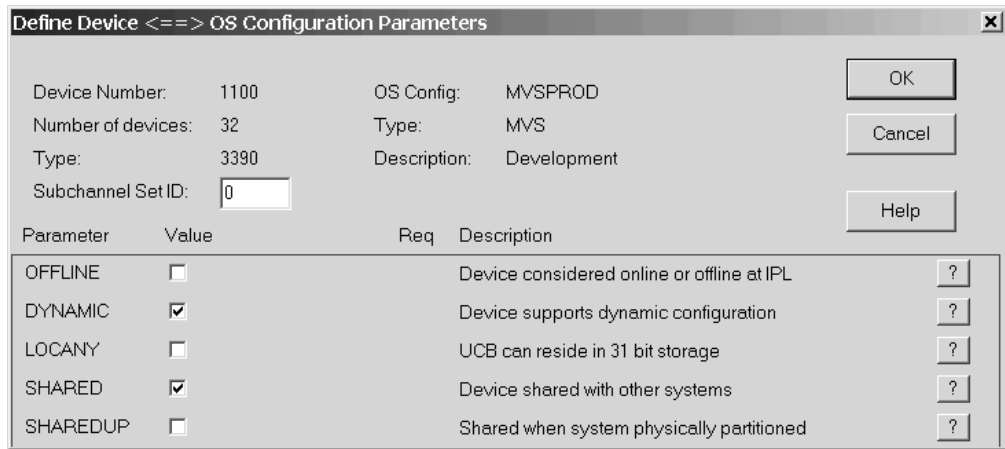 Define Device <==> OS Configuration Parameters
Device Number: 1100 OS Config: MVSPROD
OK
Number of devices: 32 Type: MVS
Cancel
Type: 3390 Description: Development
Subchannel Set ID: 0
Help
Parameter Value Req Description
OFFLINE Device considered online or offline at IPL ?
DYNAMIC Device supports dynamic configuration ?
LOCANY UCB can reside in 31 bit storage ?
SHARED Device shared with other systems ?
SHAREDUP Shared when system physically partitioned ?